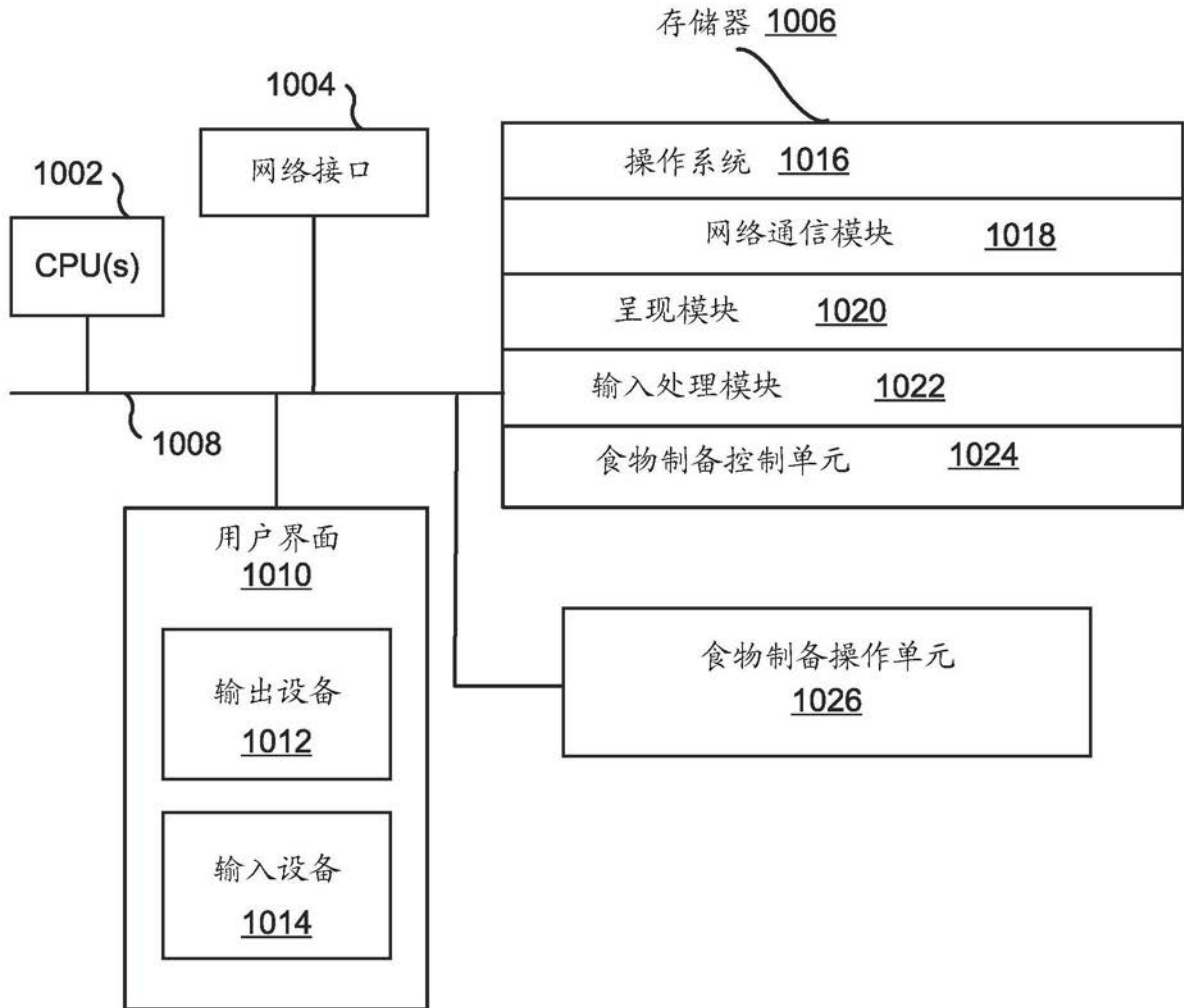 存储器 1006
1004
网络接口
1002
CPU(s)
操作系统 1016
网络通信模块 1018
呈现模块 1020
输入处理模块 1022
食物制备控制单元 1024
1008
用户界面
1010
输出设备
1012
输入设备
1014
食物制备操作单元
1026